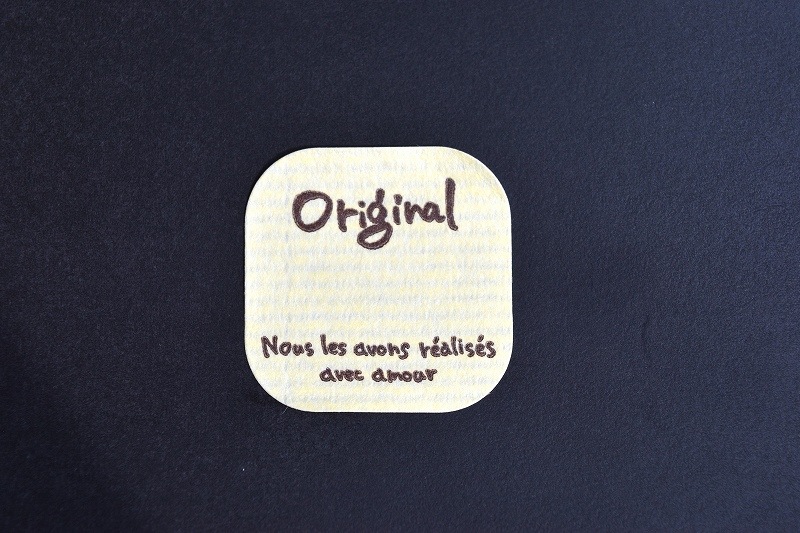 Original
Nous les avons réalisés
avec amour